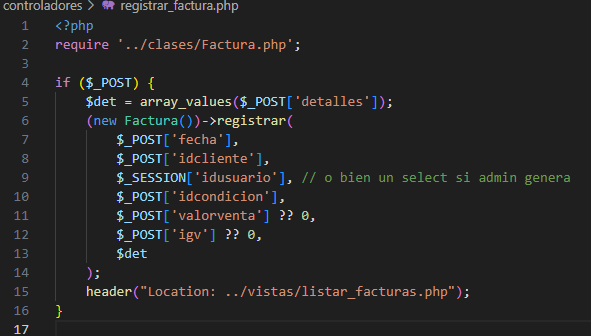 controladores > registrar_factura.php
1 <?php
2 require '../clases/Factura.php';
3
4 if ($_POST) {
5 $det = array_values($_POST['detalles']);
6 (new Factura())->registrar(
7 $_POST['fecha'],
8 $_POST['idcliente'],
9 $_SESSION['idusuario'], // o bien un select si admin genera
10 $_POST['idcondicion'],
11 $_POST['valorventa'] ?? 0,
12 $_POST['igv'] ?? 0,
13 $det
14 );
15 header("Location: ../vistas/listar_facturas.php");
16 }
17